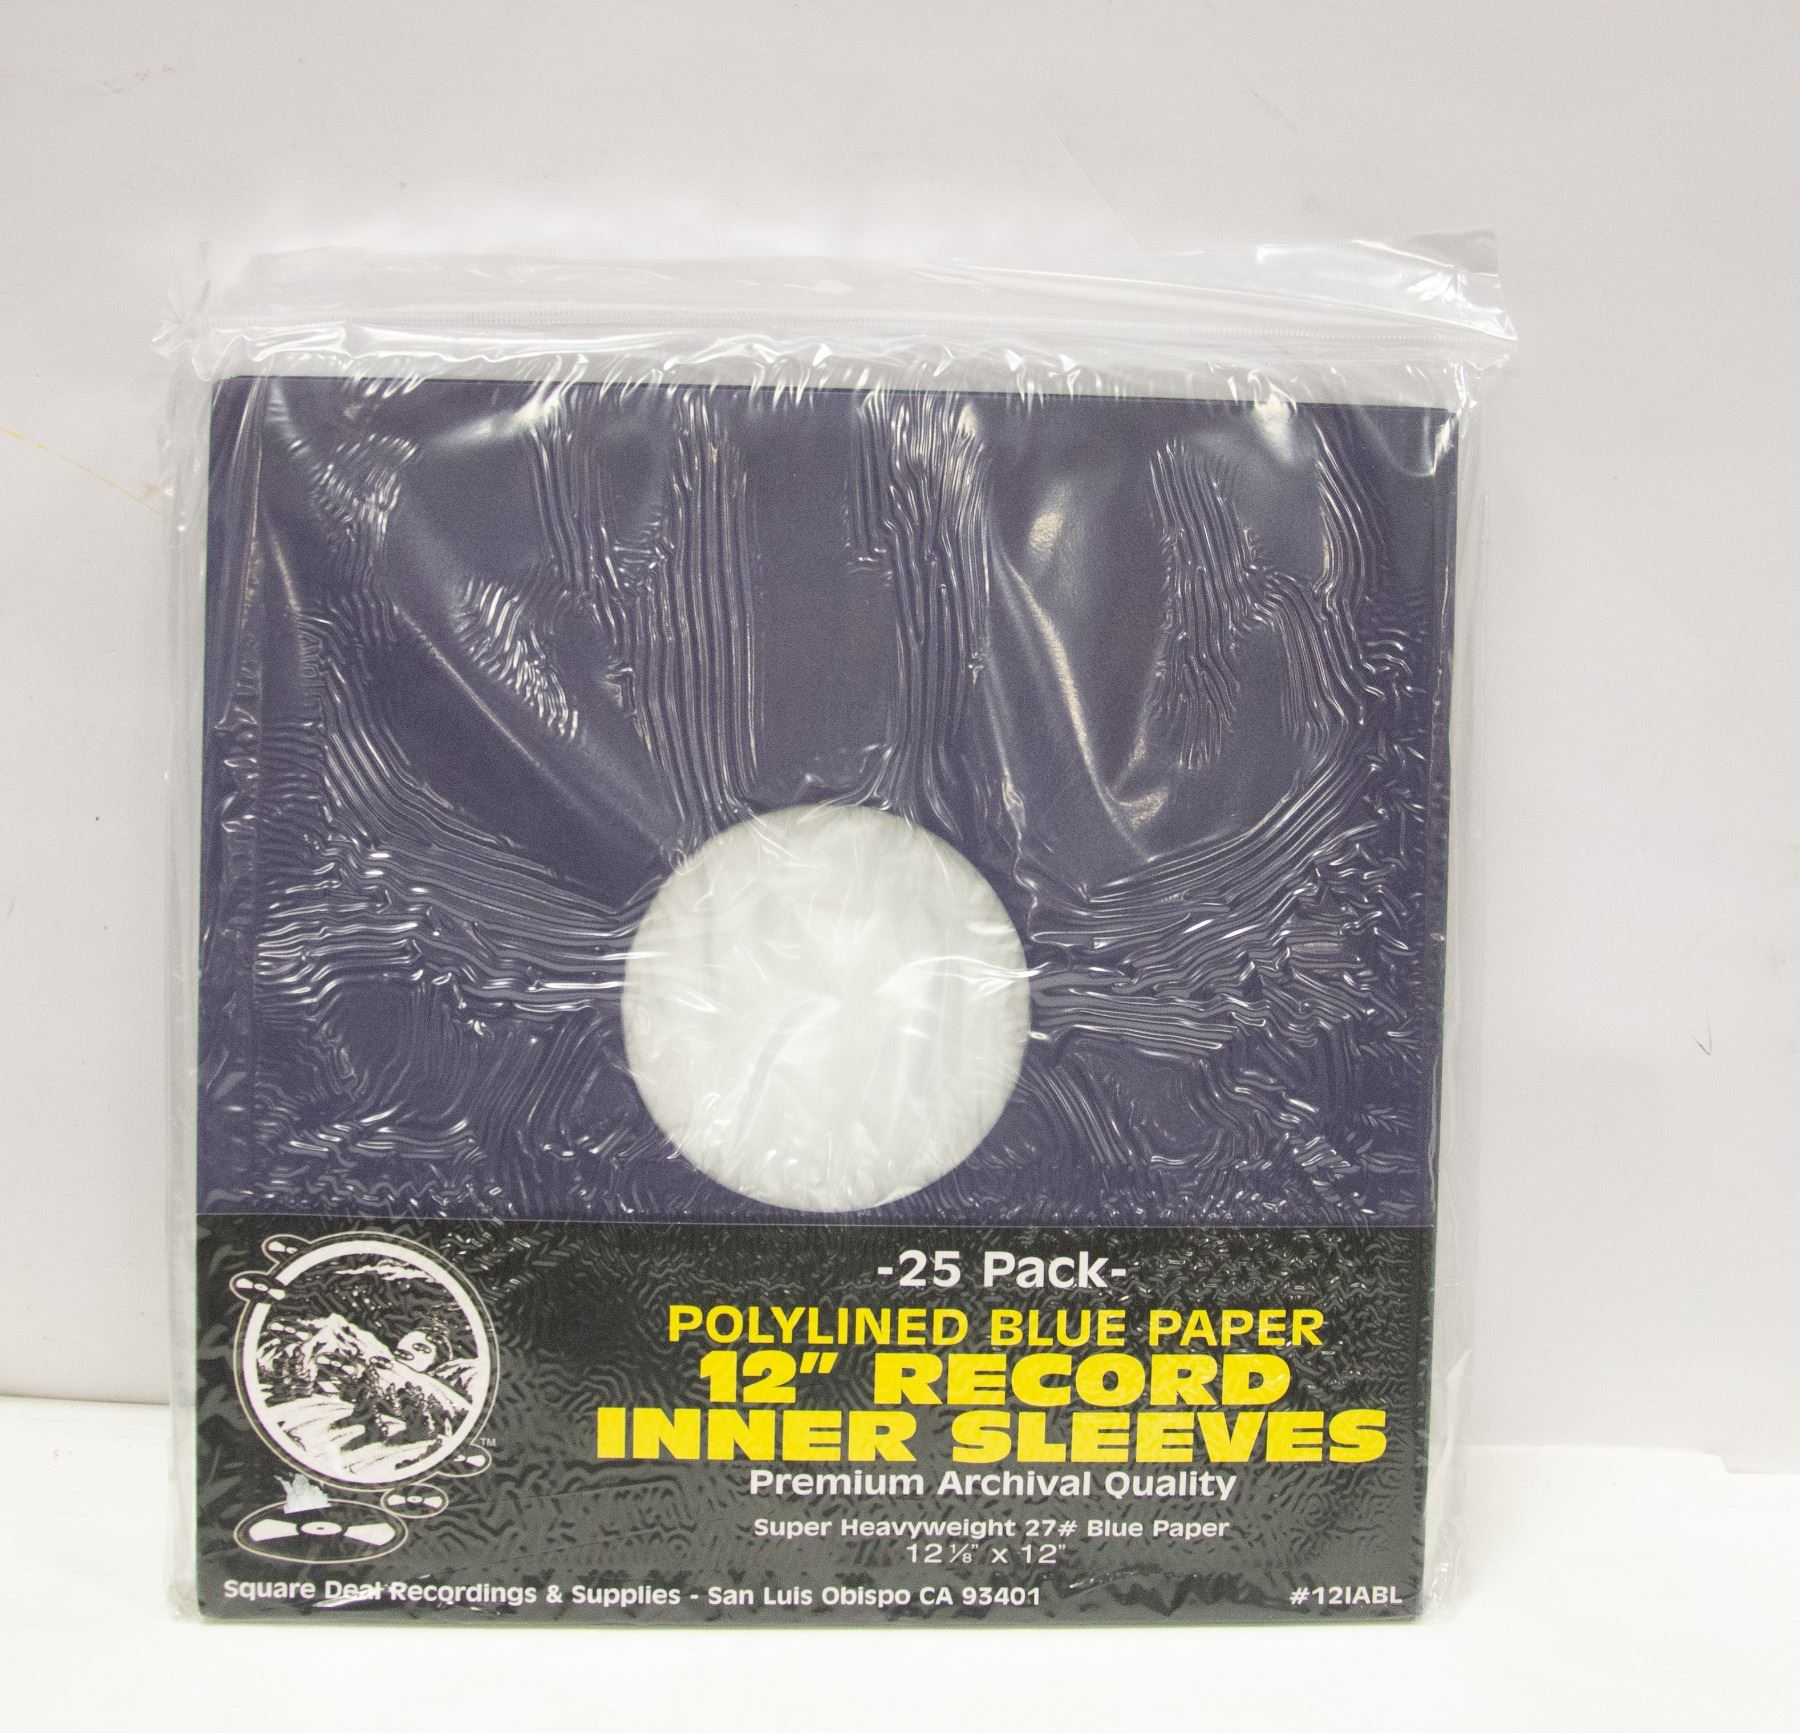 -25 Pack-
POLYLINED BLUE PAPER
12" RECORD
INNER SLEEVES
Premium Archival Quality
Super Heavyweight 27# Blue Paper
12 ⅛" x 12"
TM
Square Deal Recordings & Supplies - San Luis Obispo CA 93401
#12IABL